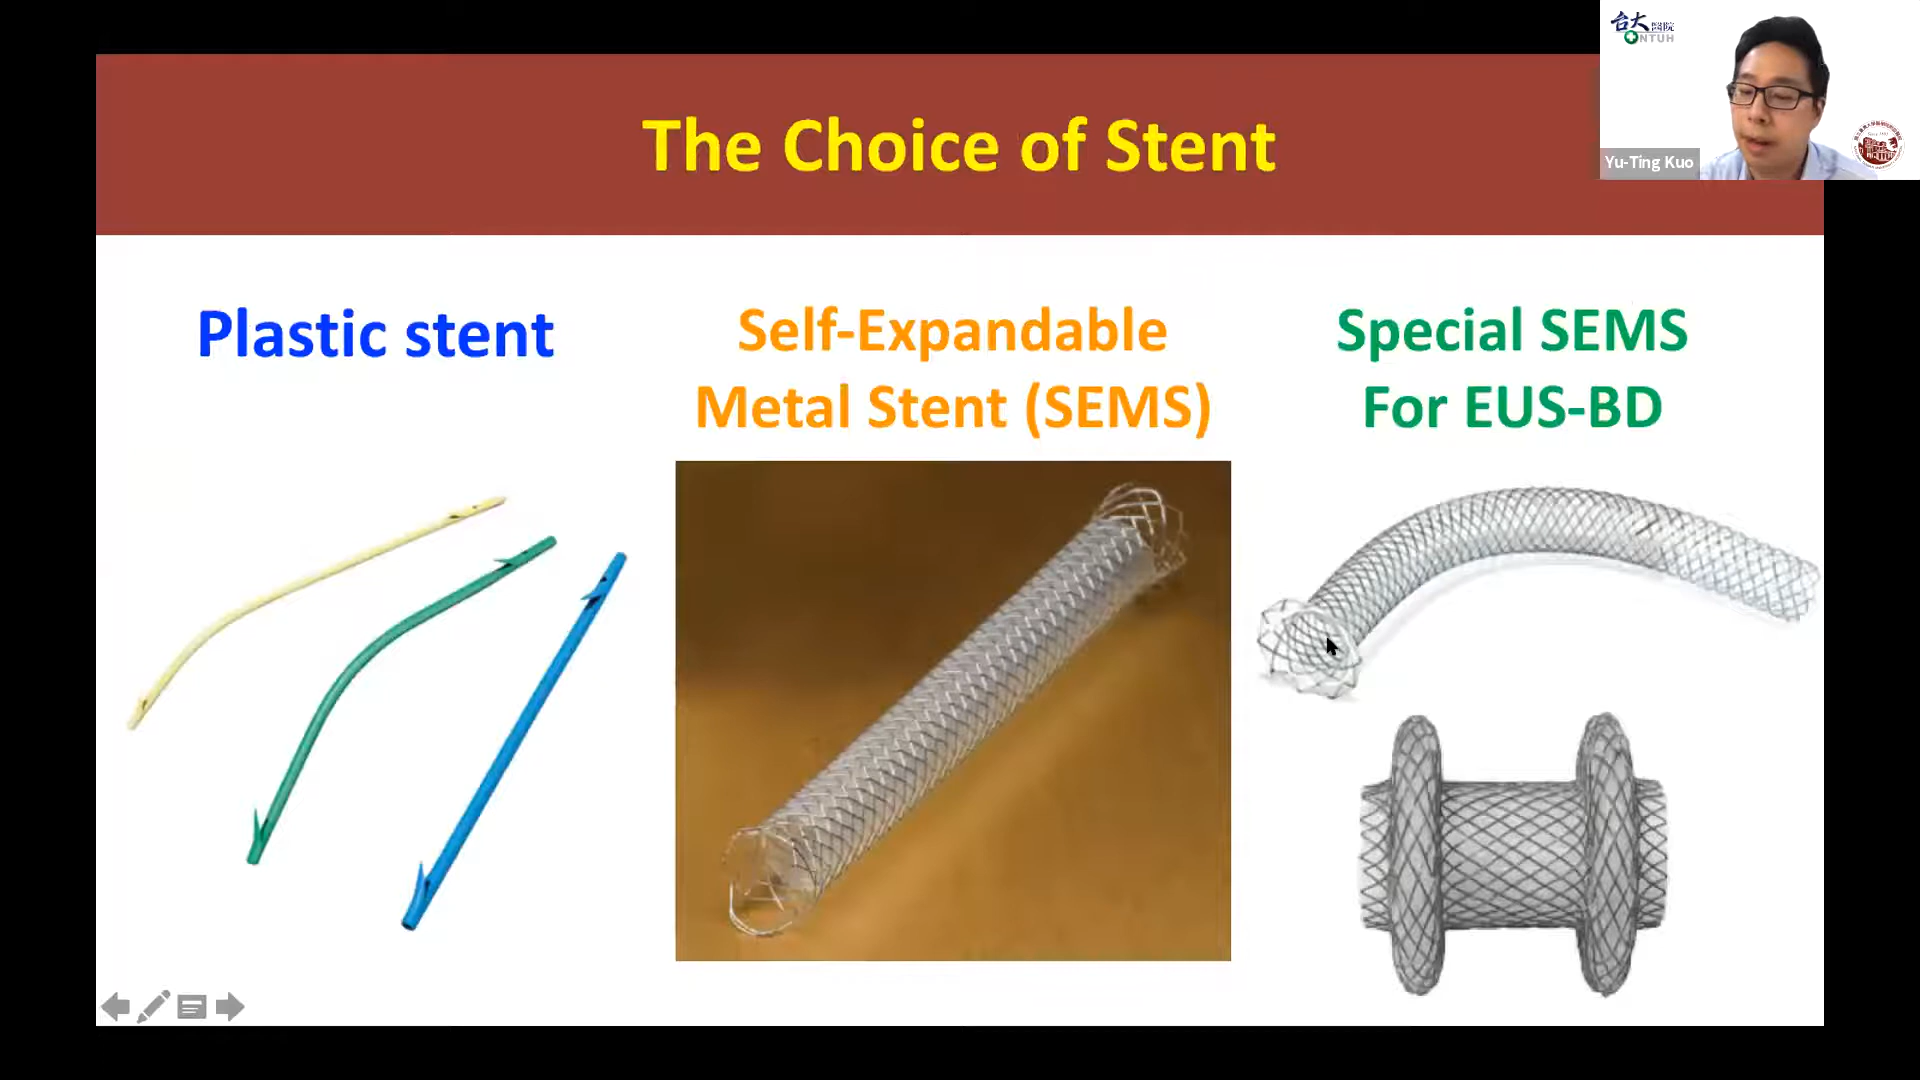 The Choice of Stent
台大醫院
NTUH
Yu-Ting Kuo
Plastic stent
Self-Expandable
Metal Stent (SEMS)
Special SEMS
For EUS-BD